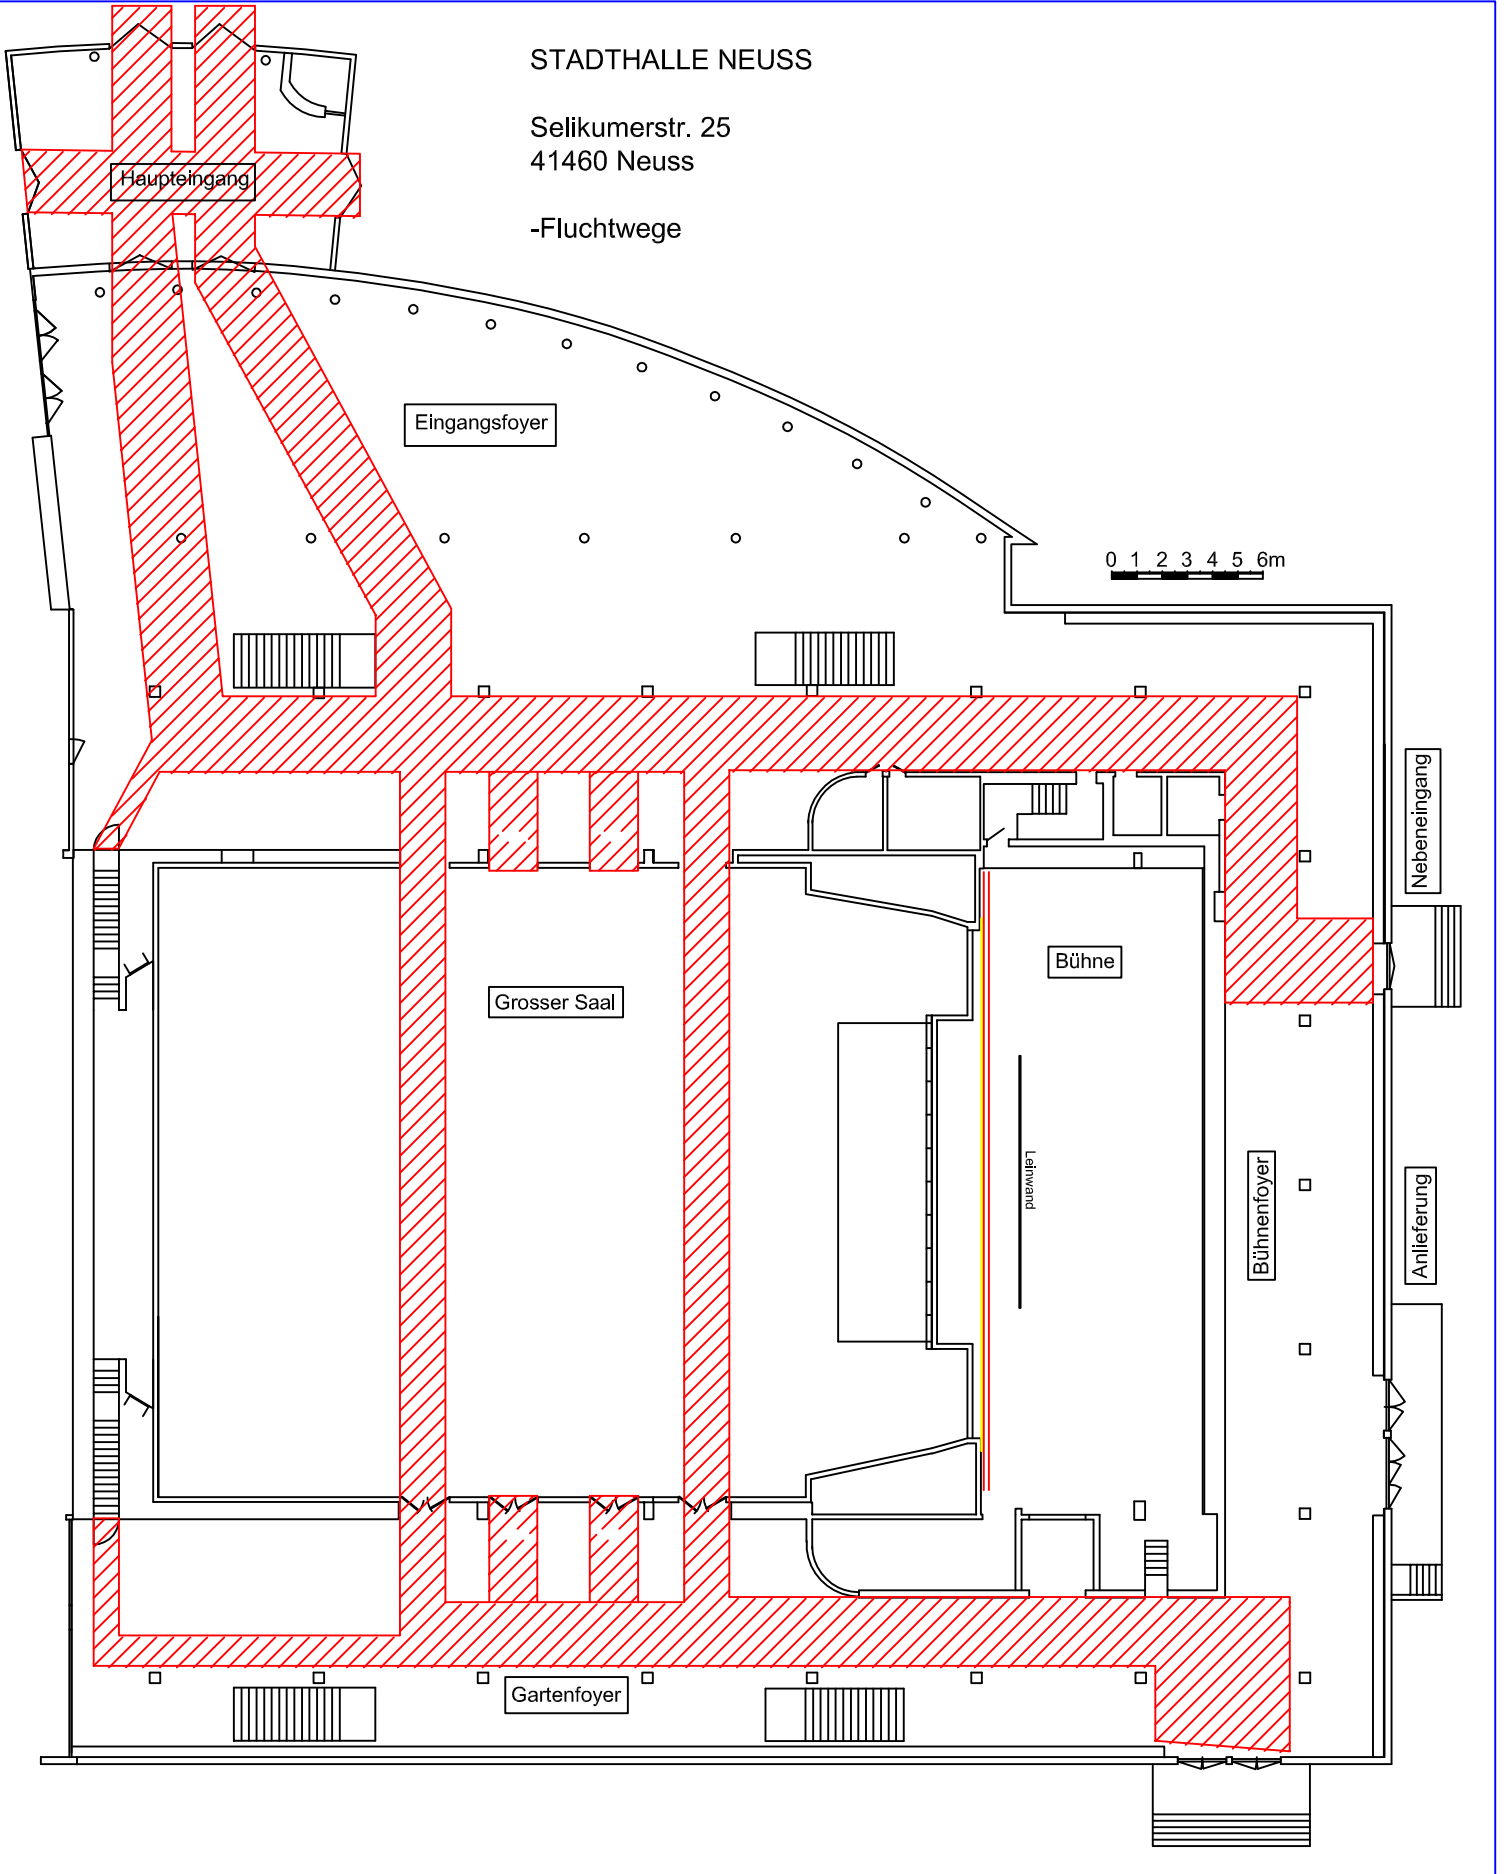 STADTHALLE NEUSS
Selikumerstr. 25
41460 Neuss
-Fluchtwege
Haupteingang
Eingangsfoyer
0 1 2 3 4 5 6m
Nebeneingang
Bühne
Grosser Saal
Leinwand
Bühnenfoyer
Anlieferung
Gartenfoyer